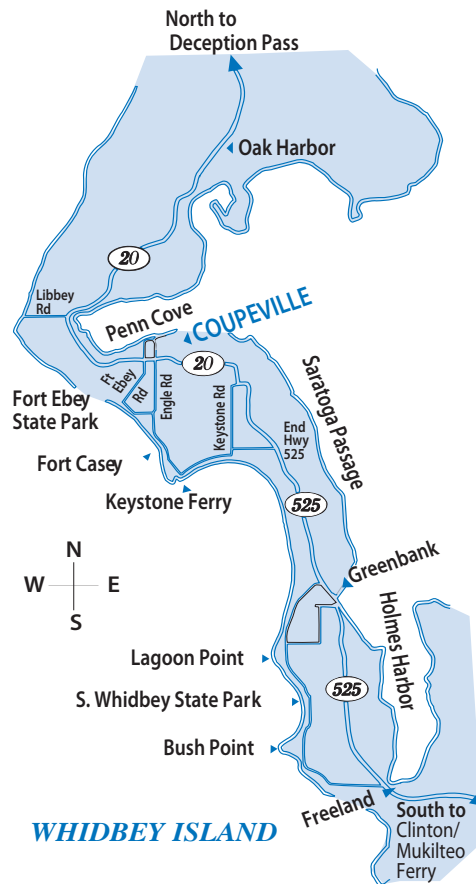 North to
Deception Pass
Oak Harbor
20
Libbey
Rd
Penn Cove
COUPEVILLE
20
Ft
Ebey
Rd
Engle Rd
Keystone Rd
Saratoga Passage
Fort Ebey
State Park
End
Hwy
525
Fort Casey
Keystone Ferry
525
N
W
E
S
Greenbank
Holmes Harbor
Lagoon Point
525
S. Whidbey State Park
Bush Point
Freeland
South to
Clinton/
Mukilteo
Ferry
WHIDBEY ISLAND